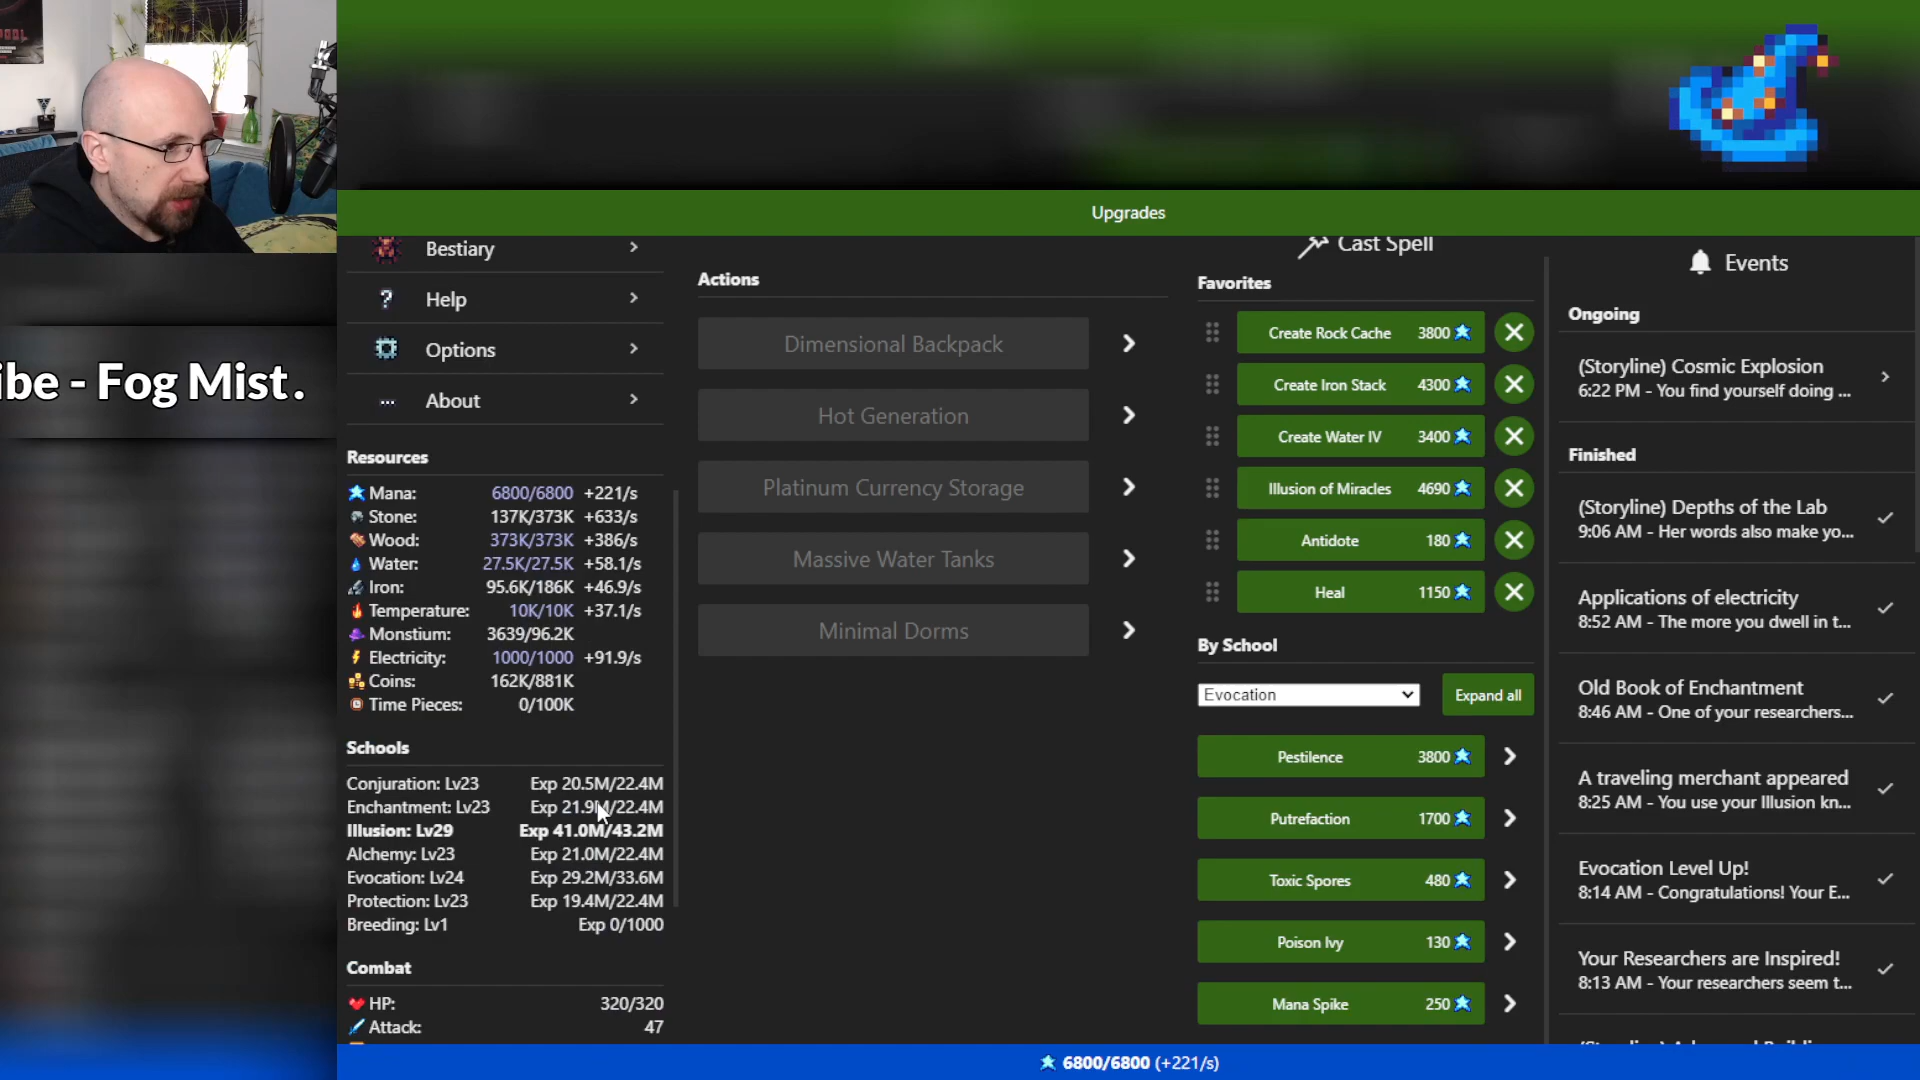 POOL
ibe - Fog Mist.
Upgrades
Bestiary
? Help
Options
... About
Resources
Mana: 6800/6800 +221/s
Stone: 137K/373K +633/s
Wood: 373K/373K +386/s
Water: 27.5K/27.5K +58.1/s
Iron: 95.6K/186K +46.9/s
Temperature: 10K/10K +37.1/s
Monstium: 3639/96.2K
Electricity: 1000/1000 +91.9/s
Coins: 162K/881K
Time Pieces: 0/100K
Schools
Conjuration: Lv23 Exp 20.5M/22.4M
Enchantment: Lv23 Exp 21.9M/22.4M
Illusion: Lv29 Exp 41.0M/43.2M
Alchemy: Lv23 Exp 21.0M/22.4M
Evocation: Lv24 Exp 29.2M/33.6M
Protection: Lv23 Exp 19.4M/22.4M
Breeding: Lv1 Exp 0/1000
Combat
HP: 320/320
Attack: 47
Actions
Dimensional Backpack
Hot Generation
Platinum Currency Storage
Massive Water Tanks
Minimal Dorms
Cast Spell
Favorites
Create Rock Cache 3800
Create Iron Stack 4300
Create Water IV 3400
Illusion of Miracles 4690
Antidote 180
Heal 1150
By School
Evocation
Expand all
Pestilence 3800
Putrefaction 1700
Toxic Spores 480
Poison Ivy 130
Mana Spike 250
Events
Ongoing
(Storyline) Cosmic Explosion
6:22 PM - You find yourself doing ...
Finished
(Storyline) Depths of the Lab
9:06 AM - Her words also make yo...
Applications of electricity
8:52 AM - The more you dwell in t...
Old Book of Enchantment
8:46 AM - One of your researchers...
A traveling merchant appeared
8:25 AM - You use your Illusion kn...
Evocation Level Up!
8:14 AM - Congratulations! Your E...
Your Researchers are Inspired!
8:13 AM - Your researchers seem t...
6800/6800 (+221/s)